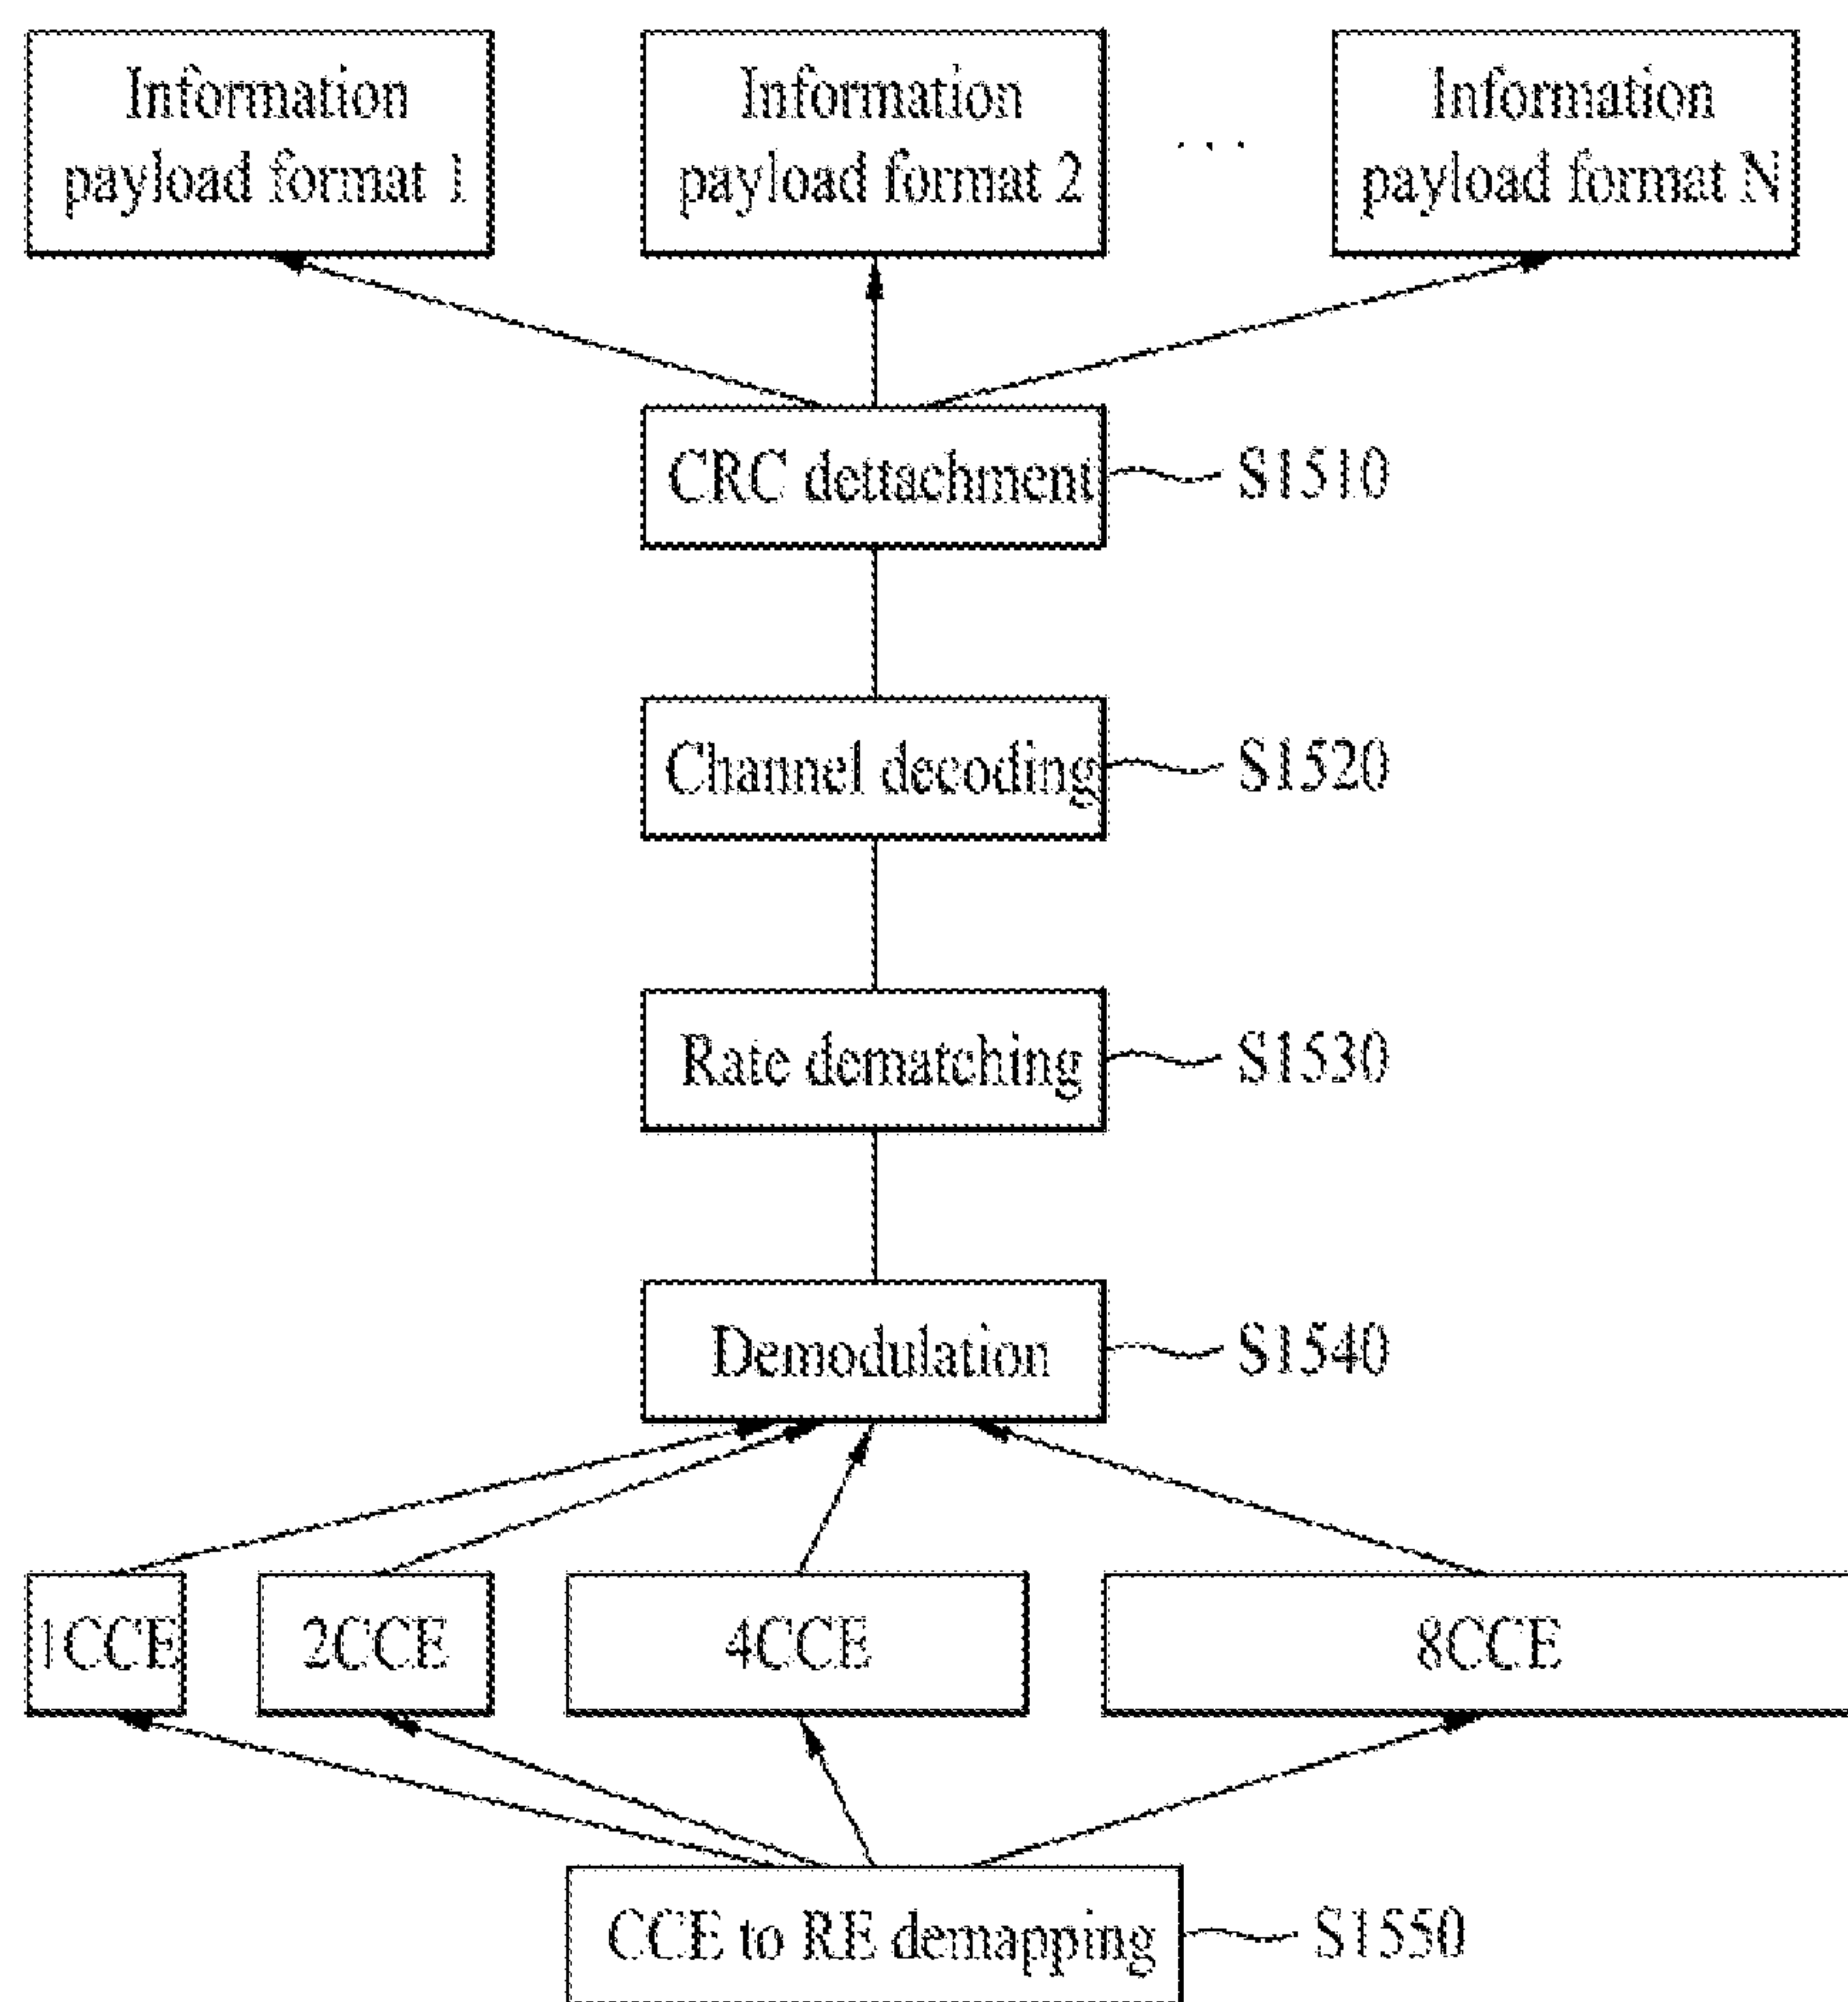 Information
payload format 1
Information
payload format 2
...
Information
payload format N
CRC dettachment
S1510
Channel decoding
S1520
Rate dematching
S1530
Demodulation
S1540
1CCE
2CCE
4CCE
8CCE
CCE to RE demapping
S1550